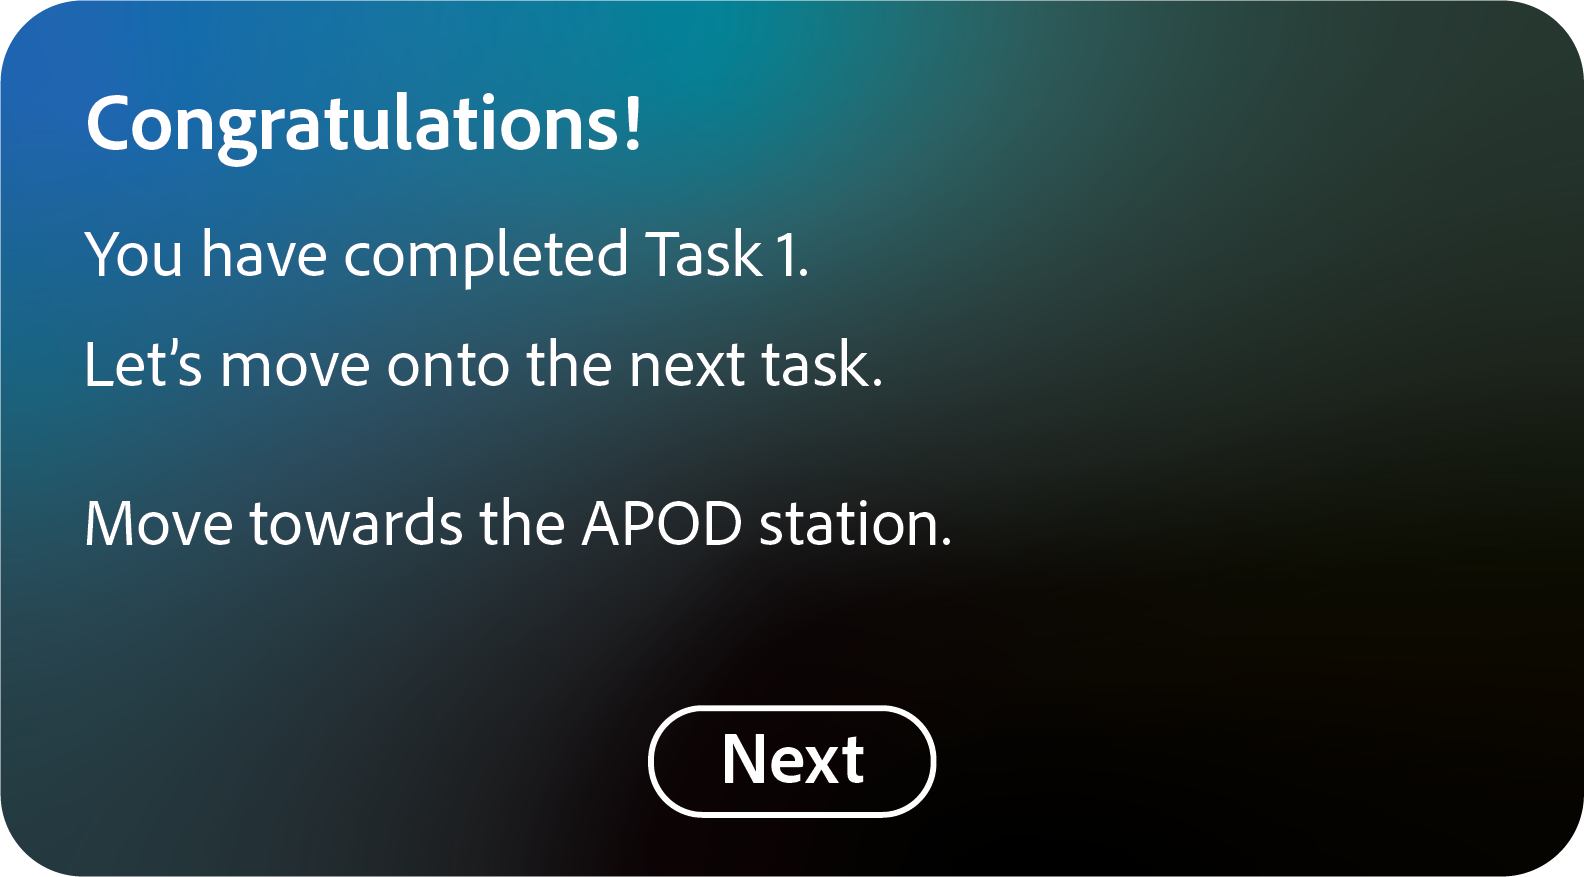 Congratulations!
You have completed Task 1.
Let’s move onto the next task.
Move towards the APOD station.
Next